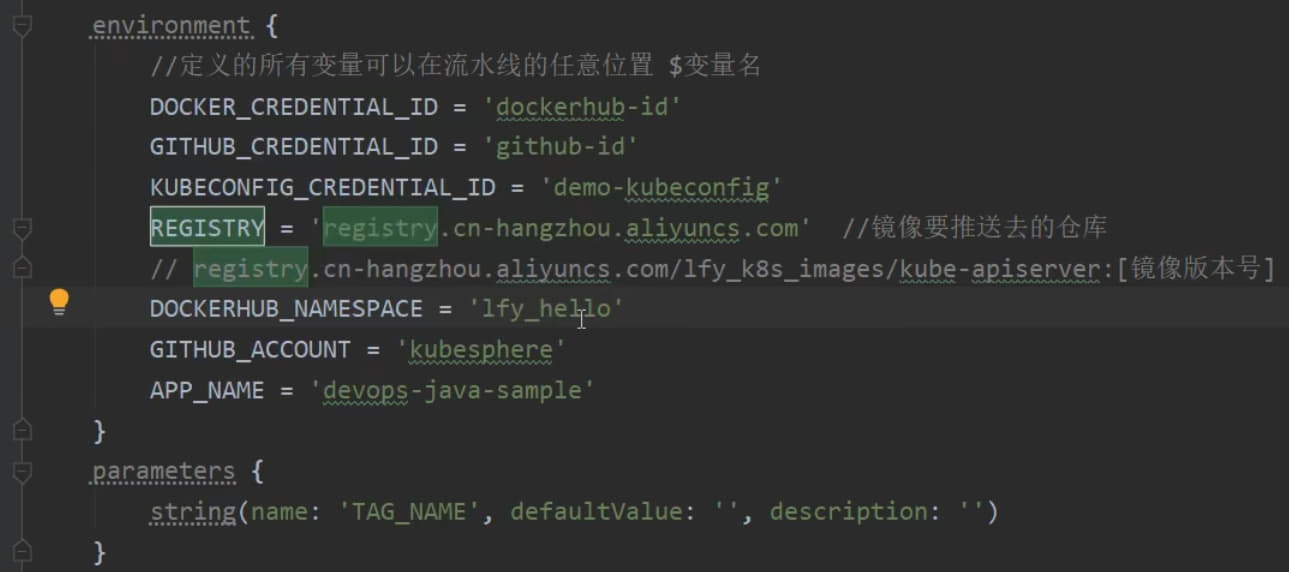 environment {
//定义的所有变量可以在流水线的任意位置 $变量名
DOCKER_CREDENTIAL_ID = 'dockerhub-id'
GITHUB_CREDENTIAL_ID = 'github-id'
KUBECONFIG_CREDENTIAL_ID = 'demo-kubeconfig'
REGISTRY = 'registry.cn-hangzhou.aliyuncs.com' //镜像要推送去的仓库
// registry.cn-hangzhou.aliyuncs.com/lfy_k8s_images/kube-apiserver:[镜像版本号]
DOCKERHUB_NAMESPACE = 'lfy_hello'
GITHUB_ACCOUNT = 'kubesphere'
APP_NAME = 'devops-java-sample'
}
parameters {
string(name: 'TAG_NAME', defaultValue: '', description: '')
}